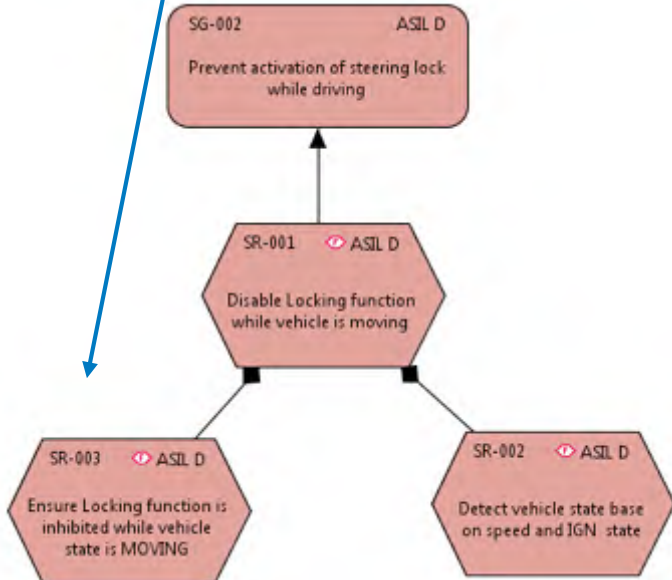 SG-002 ASIL D
Prevent activation of steering lock
while driving
SR-001 F ASIL D
Disable Locking function
while vehicle is moving
SR-003 F ASIL D
Ensure Locking function is
inhibited while vehicle
state is MOVING
SR-002 F ASIL D
Detect vehicle state base
on speed and IGN state